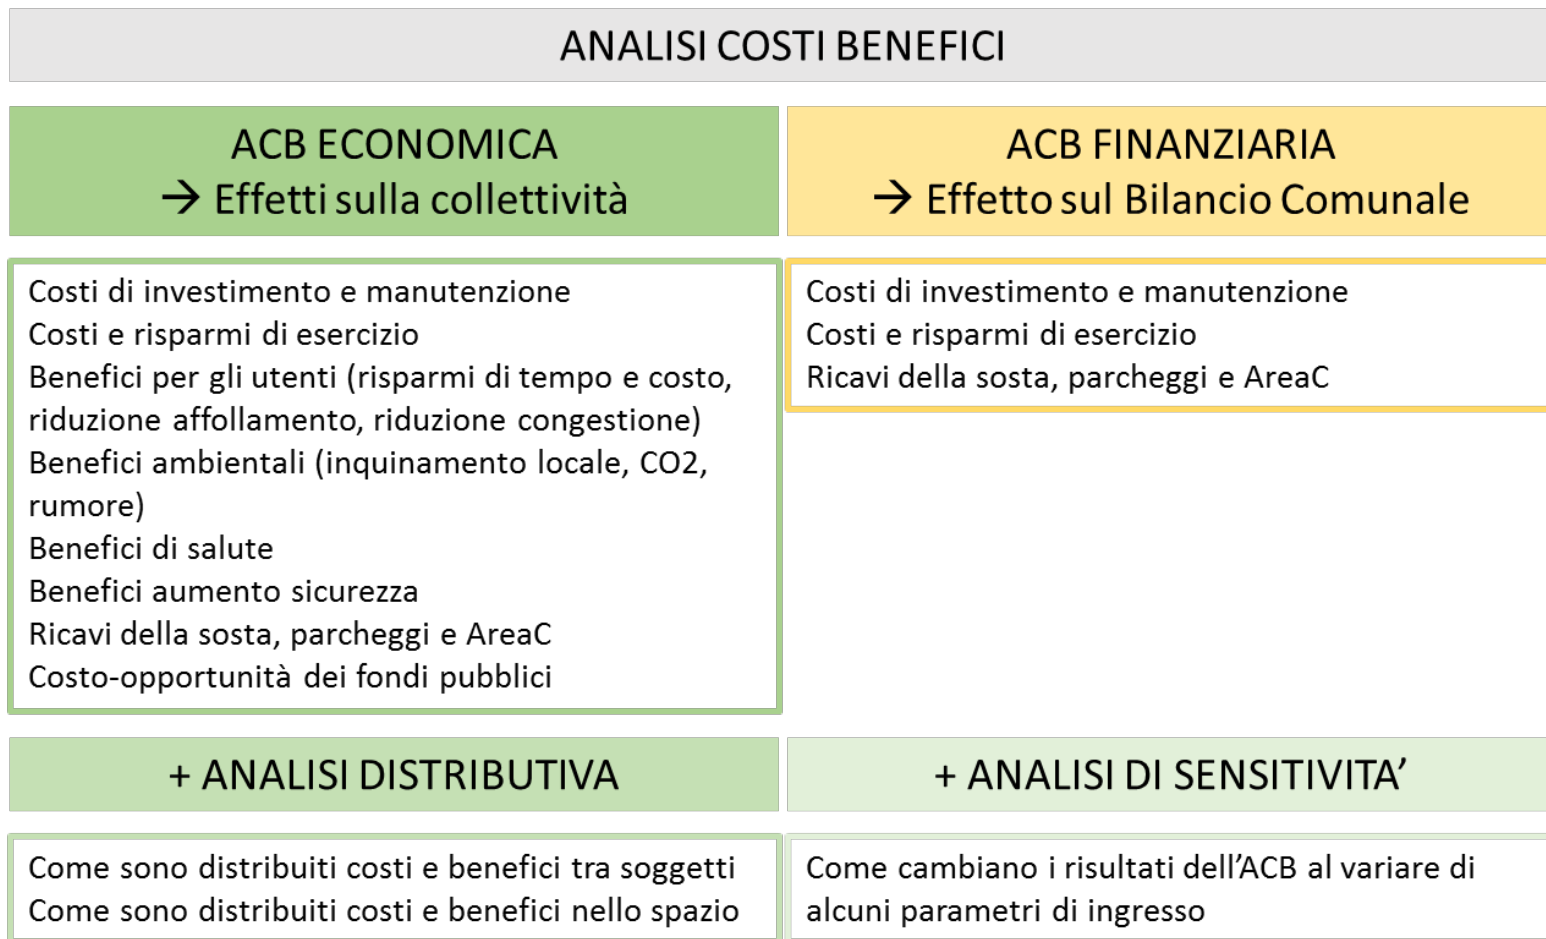 ANALISI COSTI BENEFICI
ACB ECONOMICA
→ Effetti sulla collettività
ACB FINANZIARIA
→ Effetto sul Bilancio Comunale
Costi di investimento e manutenzione
Costi e risparmi di esercizio
Benefici per gli utenti (risparmi di tempo e costo,
riduzione affollamento, riduzione congestione)
Benefici ambientali (inquinamento locale, CO2,
rumore)
Benefici di salute
Benefici aumento sicurezza
Ricavi della sosta, parcheggi e AreaC
Costo-opportunità dei fondi pubblici
Costi di investimento e manutenzione
Costi e risparmi di esercizio
Ricavi della sosta, parcheggi e AreaC
+ ANALISI DISTRIBUTIVA
+ ANALISI DI SENSITIVITA’
Come sono distribuiti costi e benefici tra soggetti
Come sono distribuiti costi e benefici nello spazio
Come cambiano i risultati dell’ACB al variare di
alcuni parametri di ingresso